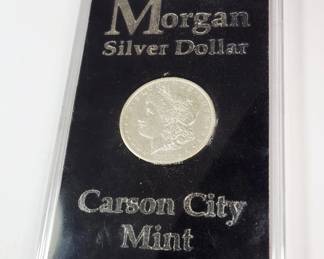 Morgan
Silver Dollar
Carson City
Mint